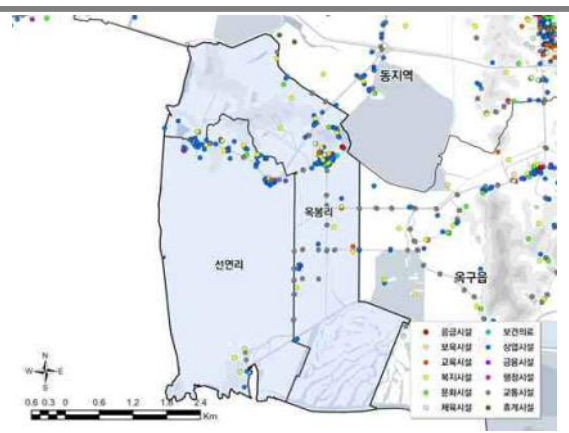 동지역
옥봉리
선연리
옥구읍
응급시설 보건의료
보육시설 상업시설
교육시설 금융시설
복지시설 행정시설
문화시설 교통시설
체육시설 휴게시설
N
W E
S
0.6 0.3 0 0.6 1.2 1.8 2.4
Km